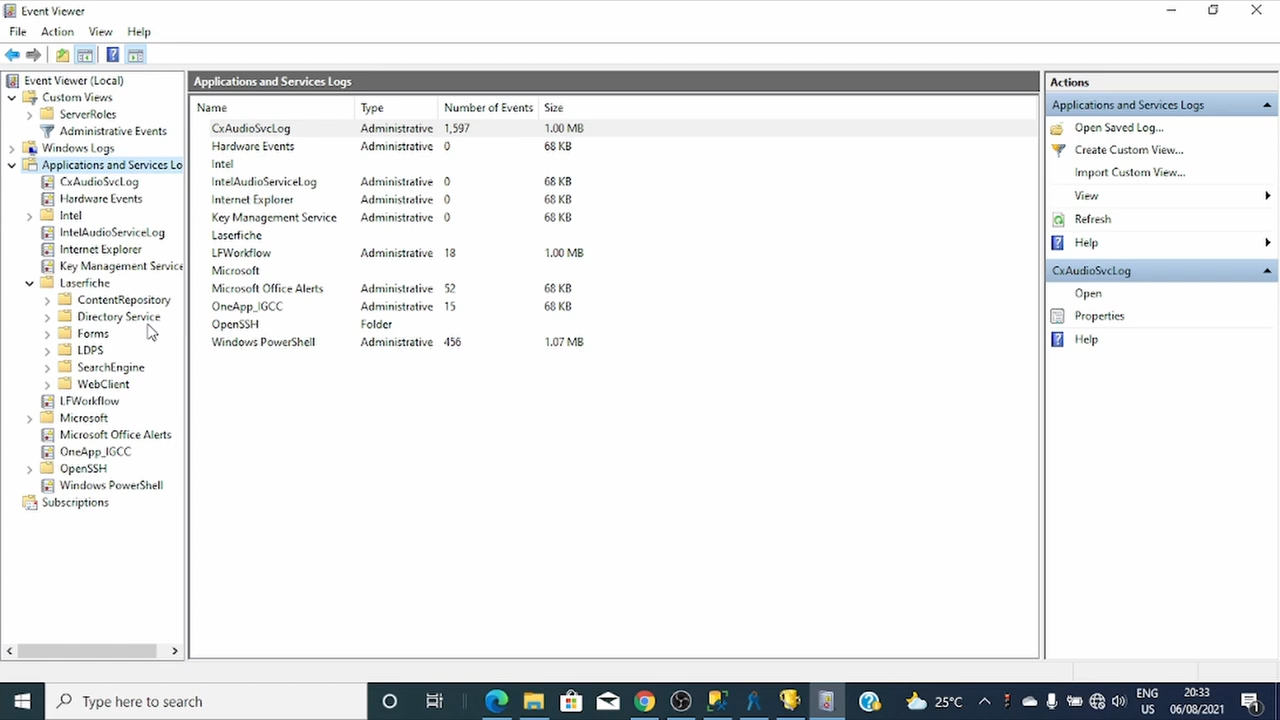 Event Viewer
File Action View Help
Event Viewer (Local)
Custom Views
ServerRoles
Administrative Events
Windows Logs
Applications and Services Lo
CxAudioSvcLog
Hardware Events
Intel
IntelAudioServiceLog
Internet Explorer
Key Management Service
Laserfiche
ContentRepository
Directory Service
Forms
LDPS
SearchEngine
WebClient
LFWorkflow
Microsoft
Microsoft Office Alerts
OneApp_IGCC
OpenSSH
Windows PowerShell
Subscriptions
Applications and Services Logs
Name Type Number of Events Size
CxAudioSvcLog Administrative 1,597 1.00 MB
Hardware Events Administrative 0 68 KB
Intel
IntelAudioServiceLog Administrative 0 68 KB
Internet Explorer Administrative 0 68 KB
Key Management Service Administrative 0 68 KB
Laserfiche
LFWorkflow Administrative 18 1.00 MB
Microsoft
Microsoft Office Alerts Administrative 52 68 KB
OneApp_IGCC Administrative 15 68 KB
OpenSSH Folder
Windows PowerShell Administrative 456 1.07 MB
Actions
Applications and Services Logs
Open Saved Log...
Create Custom View...
Import Custom View...
View
Refresh
Help
CxAudioSvcLog
Open
Properties
Help
Type here to search
25°C
ENG
US
20:33
06/08/2021
1